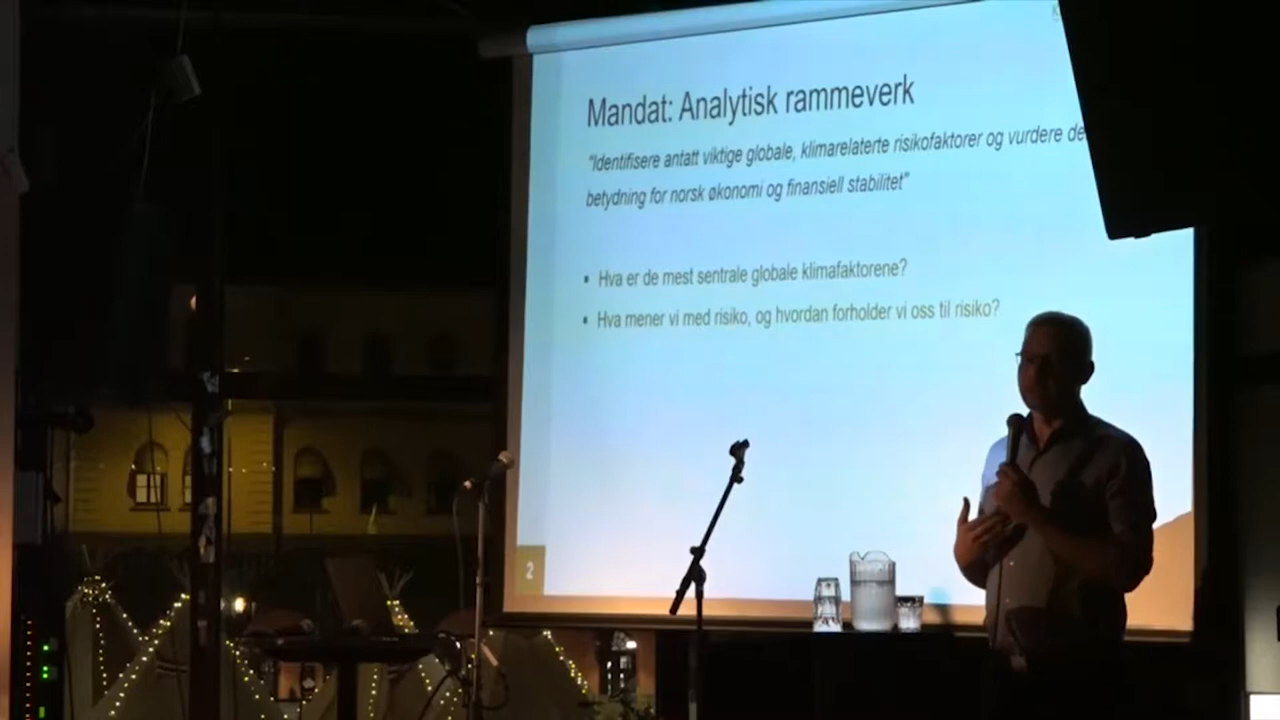 Mandat: Analytisk rammeverk
"Identifisere antatt viktige globale, klimarelaterte risikofaktorer og vurdere
betydning for norsk økonomi og finansiell stabilitet"
▪ Hva er de mest sentrale globale klimafaktorene?
▪ Hva mener vi med risiko, og hvordan forholder vi oss til risiko?
2